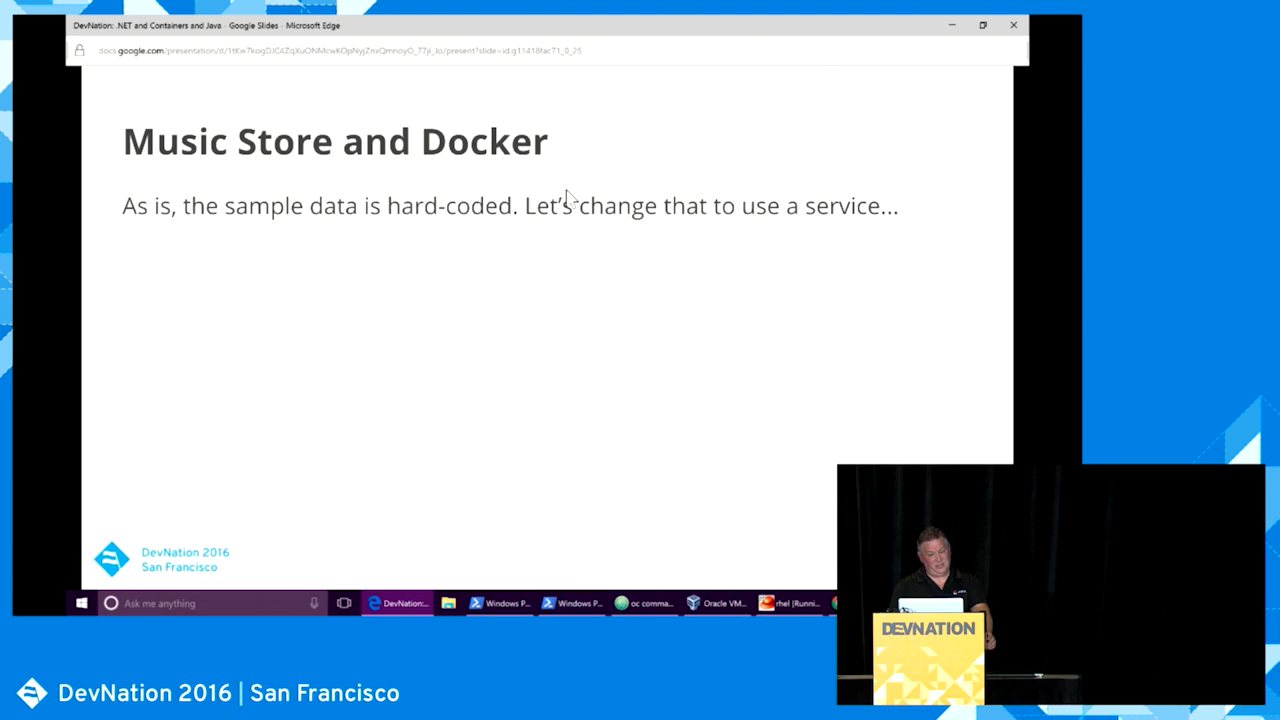 DevNation: .NET and Containers and Java - Google Slides - Microsoft Edge
Music Store and Docker
As is, the sample data is hard-coded. Let's change that to use a service...
DevNation 2016
San Francisco
Ask me anything
DevNation:...
Windows P...
Windows P...
oc comma...
Oracle VM...
rhel [Runni...
DEVNATION
DevNation 2016 | San Francisco